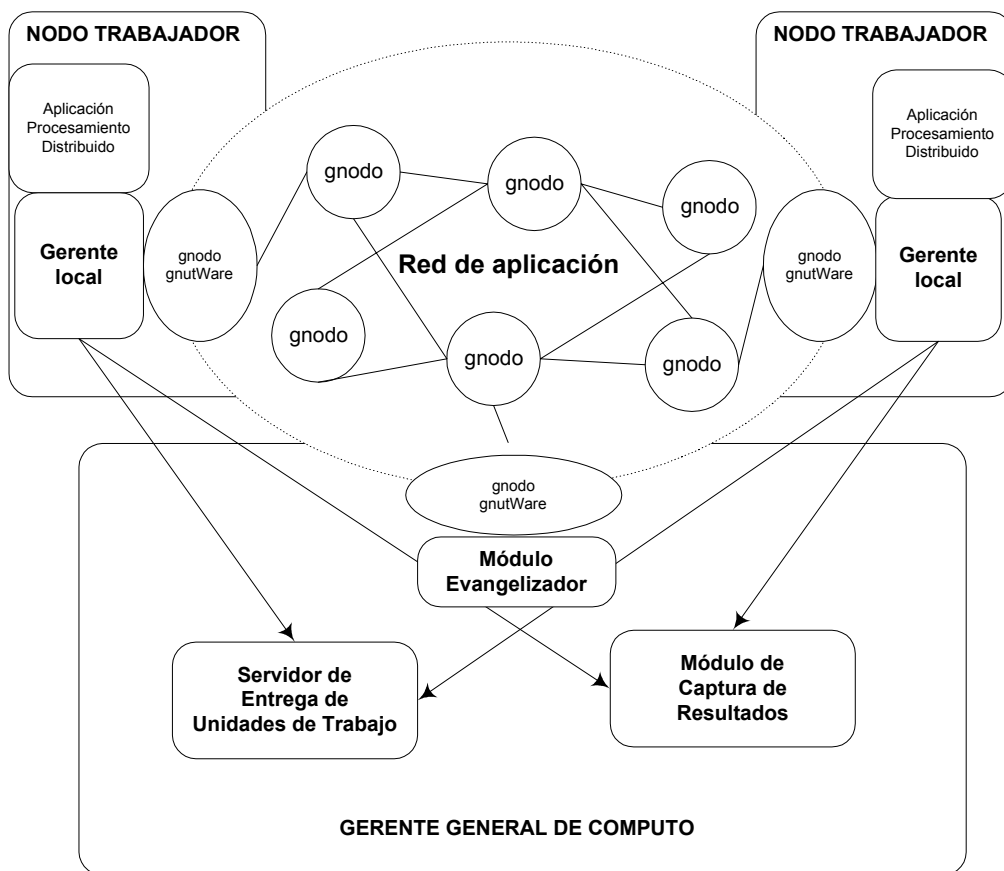 NODO TRABAJADOR
NODO TRABAJADOR
Aplicación
Procesamiento
Distribuido
Aplicación
Procesamiento
Distribuido
gnodo
gnodo
gnodo
Gerente
local
gnodo
gnutWare
Red de aplicación
gnodo
gnutWare
Gerente
local
gnodo
gnodo
gnodo
gnodo
gnutWare
Módulo
Evangelizador
Servidor de
Entrega de
Unidades de Trabajo
Módulo de
Captura de
Resultados
GERENTE GENERAL DE COMPUTO